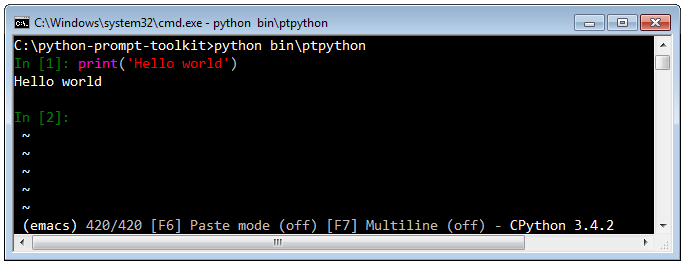 C:\Windows\system32\cmd.exe - python  bin\ptpython
C:\python-prompt-toolkit>python bin\ptpython
In [1]: print('Hello world')
Hello world
In [2]:
~
~
~
~
~
(emacs) 420/420 [F6] Paste mode (off) [F7] Multiline (off) - CPython 3.4.2